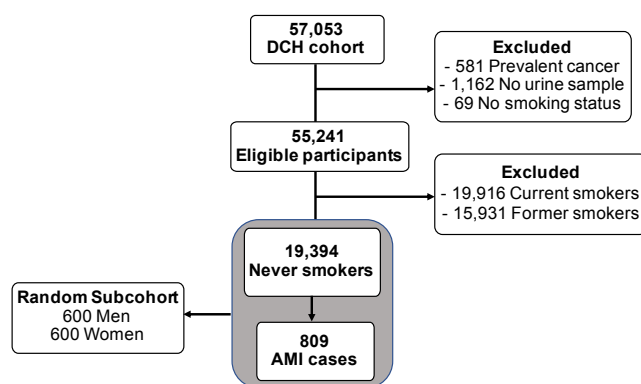 57,053
DCH cohort
Excluded
- 581 Prevalent cancer
- 1,162 No urine sample
- 69 No smoking status
55,241
Eligible participants
Excluded
- 19,916 Current smokers
- 15,931 Former smokers
19,394
Never smokers
Random Subcohort
600 Men
600 Women
809
AMI cases